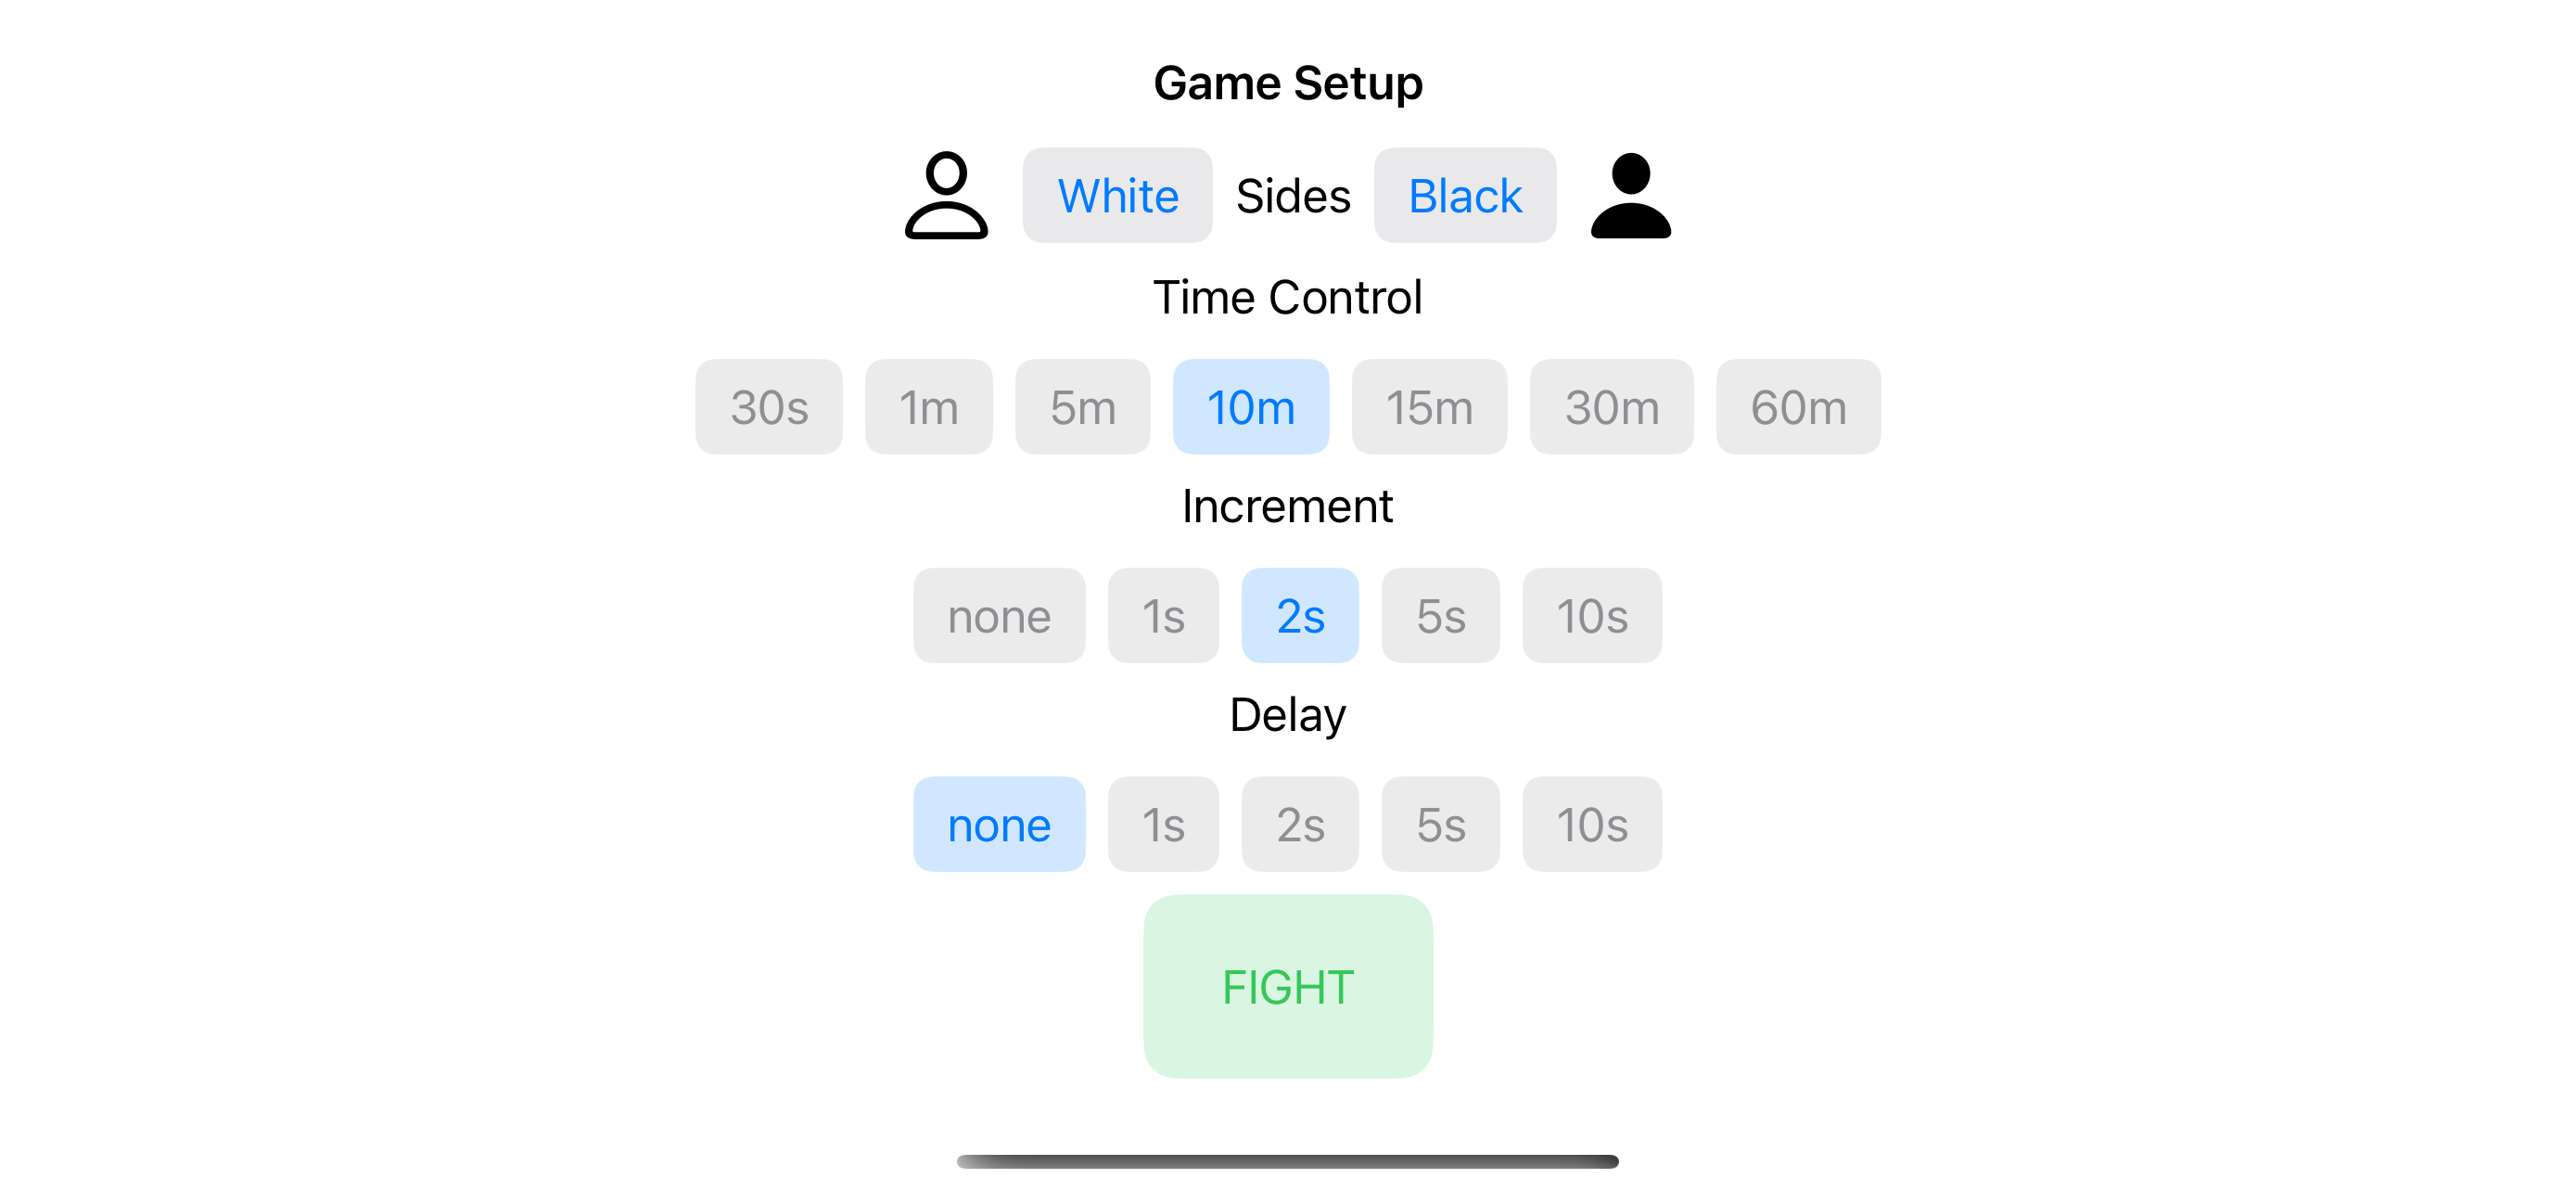 Game Setup
White Sides Black
Time Control
30s 1m 5m 10m 15m 30m 60m
Increment
none 1s 2s 5s 10s
Delay
none 1s 2s 5s 10s
FIGHT